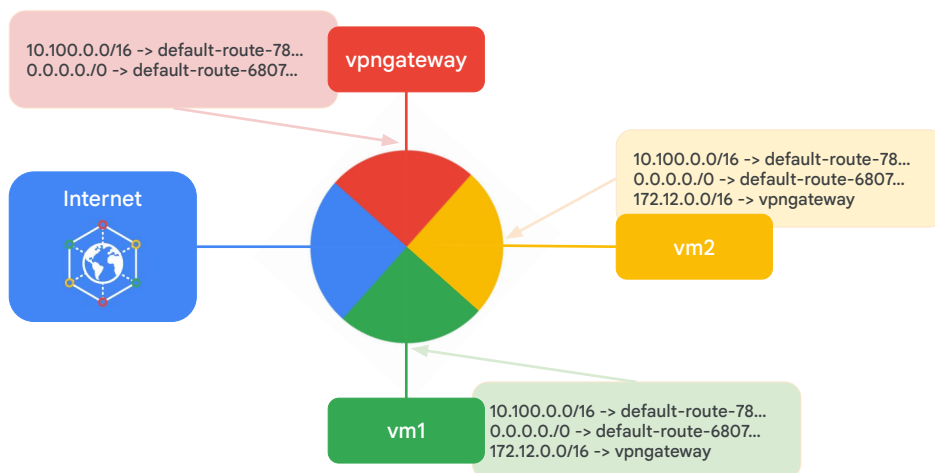 10.100.0.0/16 -> default-route-78...
0.0.0.0./0 -> default-route-6807...
vpngateway
Internet
10.100.0.0/16 -> default-route-78...
0.0.0.0./0 -> default-route-6807...
172.12.0.0/16 -> vpngateway
vm2
vm1
10.100.0.0/16 -> default-route-78...
0.0.0.0./0 -> default-route-6807...
172.12.0.0/16 -> vpngateway